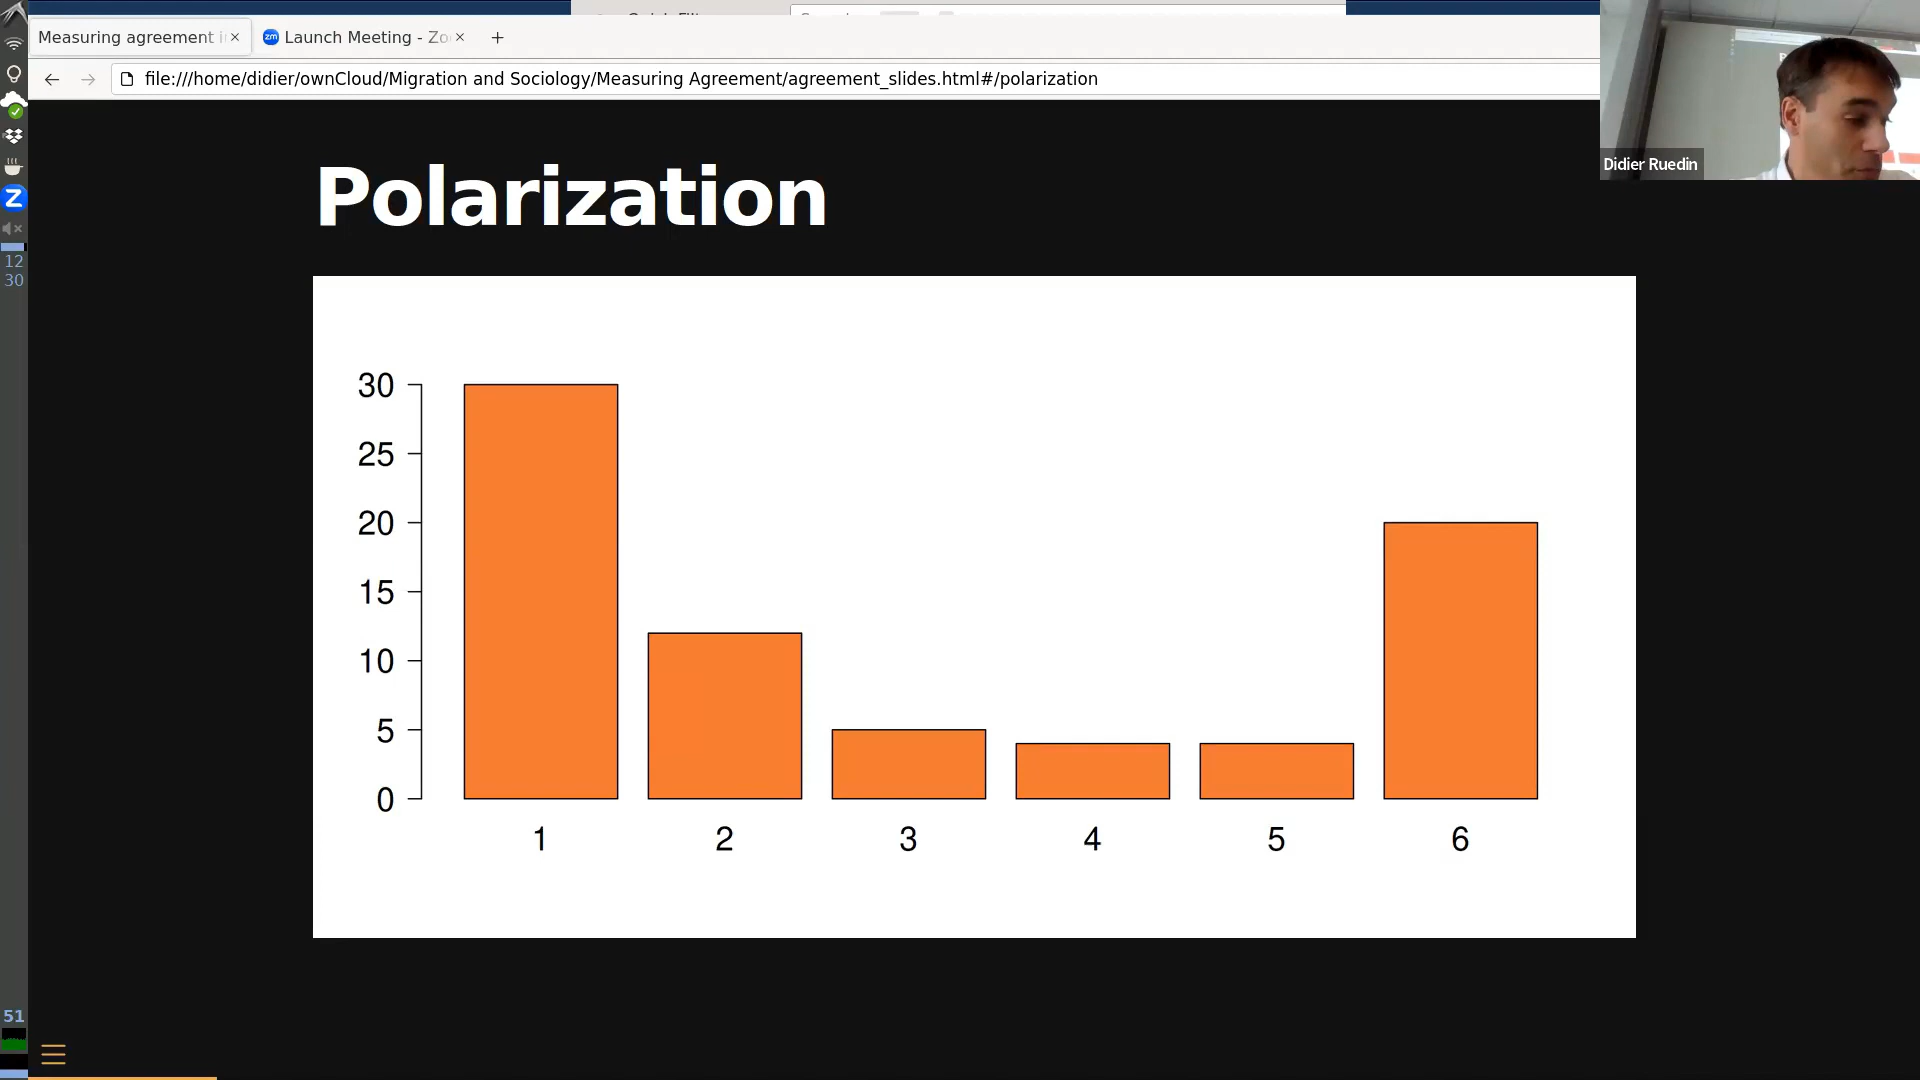 Measuring agreement i
Launch Meeting - Zo
file:///home/didier/ownCloud/Migration and Sociology/Measuring Agreement/agreement_slides.html#/polarization
Didier Ruedin
Polarization
12
30
30
25
20
15
10
5
0
1 2 3 4 5 6
51